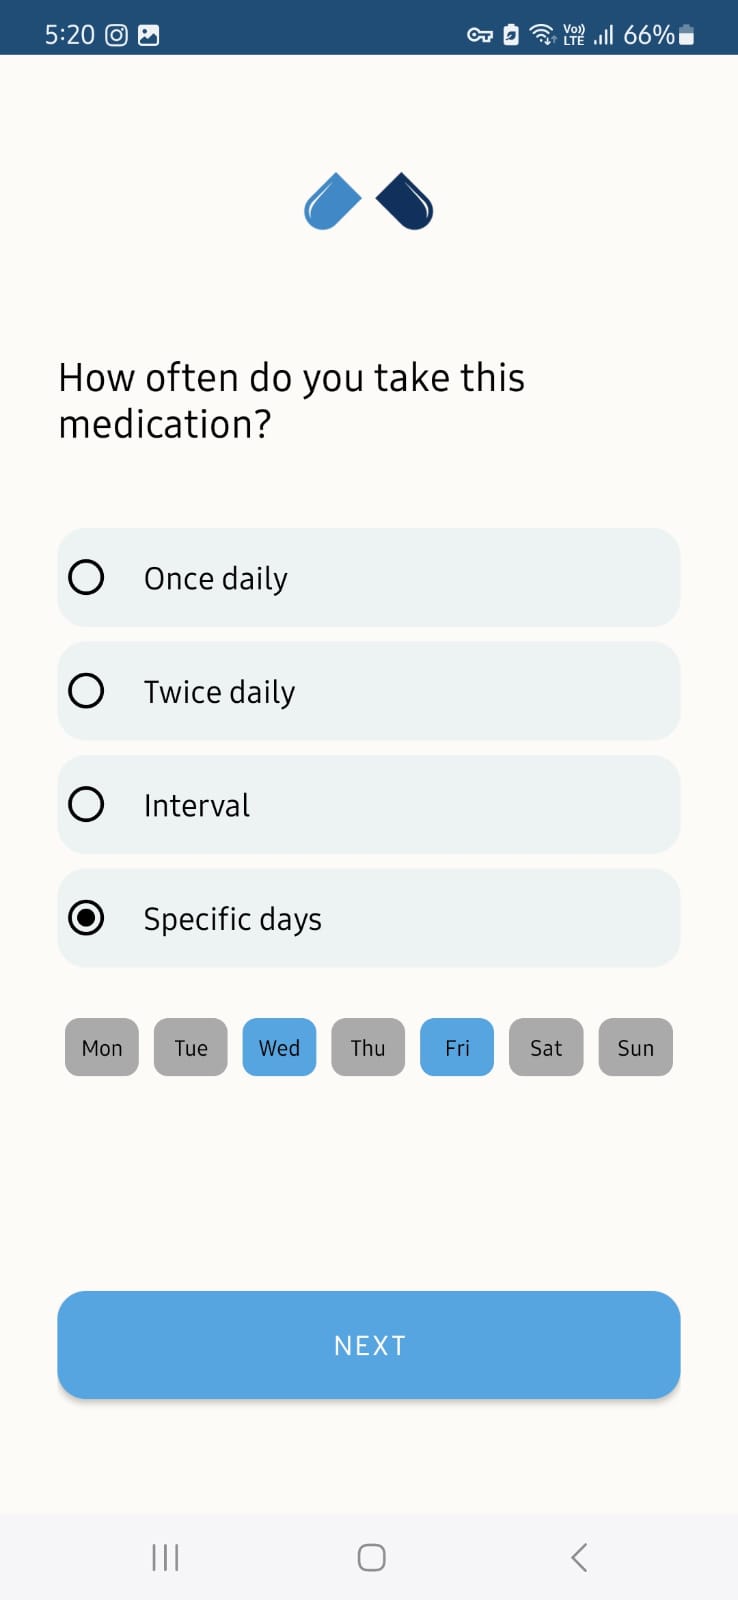 5:20 Vo)) LTE 66%
How often do you take this
medication?
Once daily
Twice daily
Interval
Specific days
Mon Tue Wed Thu Fri Sat Sun
NEXT